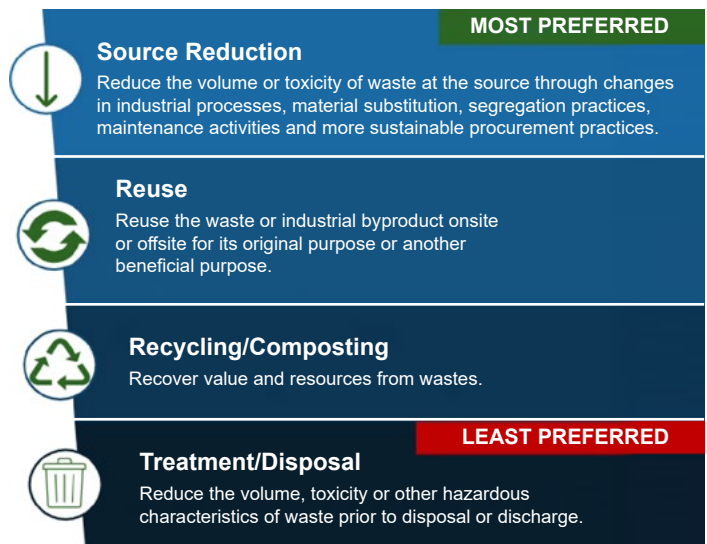 MOST PREFERRED
Source Reduction
Reduce the volume or toxicity of waste at the source through changes
in industrial processes, material substitution, segregation practices,
maintenance activities and more sustainable procurement practices.
Reuse
Reuse the waste or industrial byproduct onsite
or offsite for its original purpose or another
beneficial purpose.
Recycling/Composting
Recover value and resources from wastes.
LEAST PREFERRED
Treatment/Disposal
Reduce the volume, toxicity or other hazardous
characteristics of waste prior to disposal or discharge.